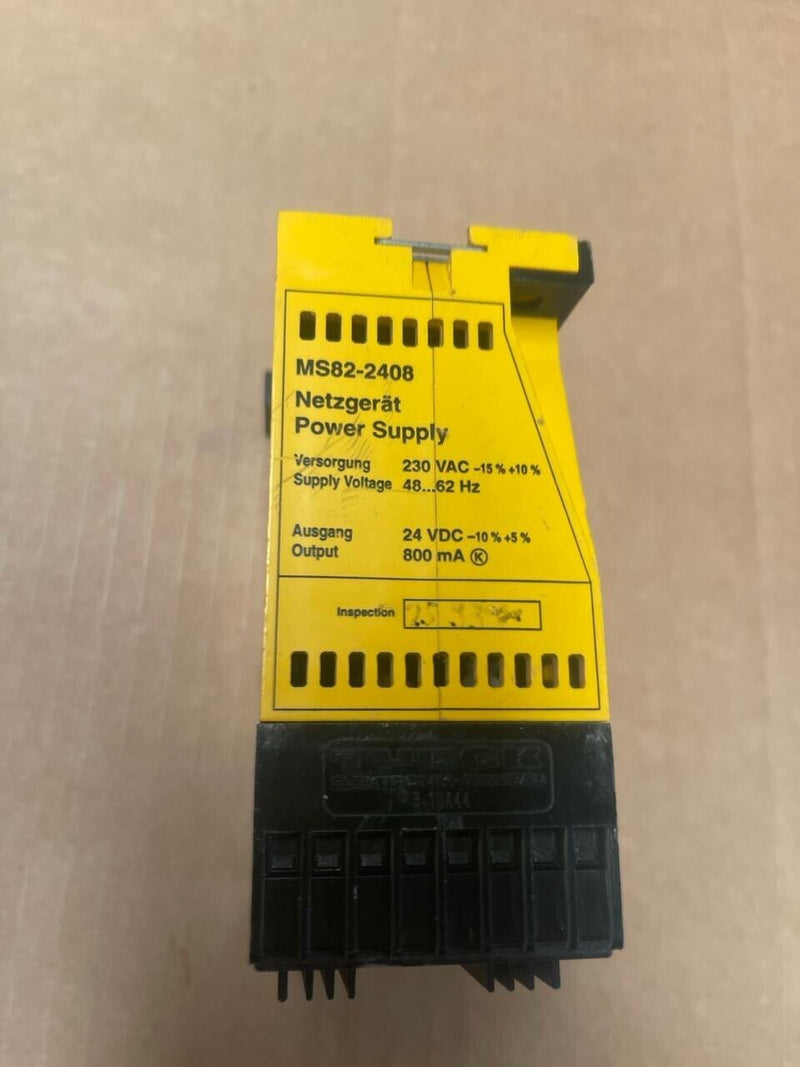 MS82-2408
Netzgerät
Power Supply
Versorgung 230 VAC –15 % +10 %
Supply Voltage 48...62 Hz
Ausgang 24 VDC –10 % +5 %
Output 800 mA Ⓚ
Inspection
TURCK